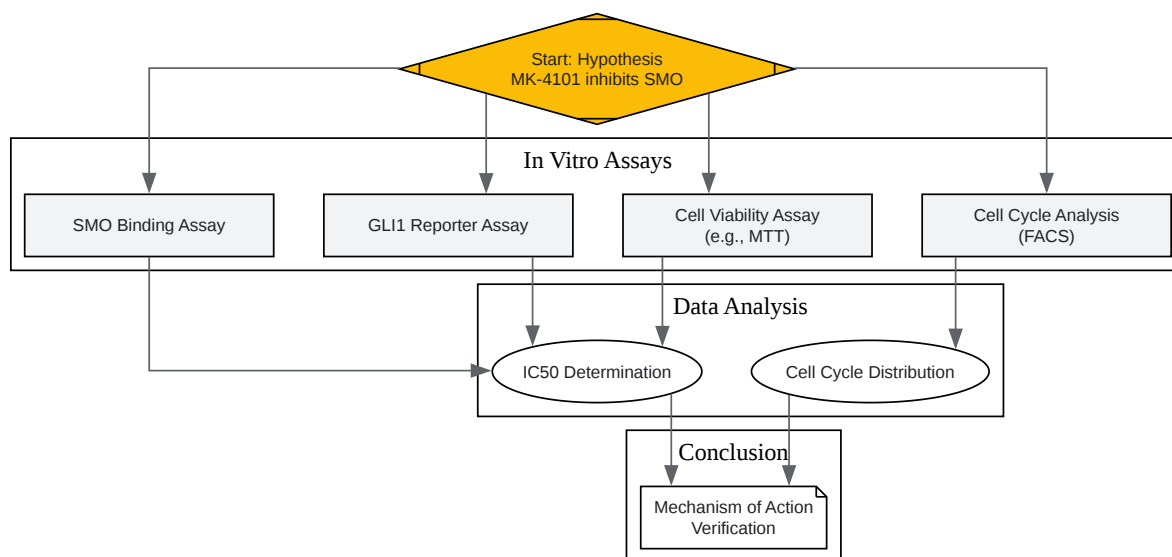 Start: Hypothesis
MK-4101 inhibits SMO
In Vitro Assays
SMO Binding Assay
GLI1 Reporter Assay
Cell Viability Assay
(e.g., MTT)
Cell Cycle Analysis
(FACS)
Data Analysis
IC50 Determination
Cell Cycle Distribution
Conclusion
Mechanism of Action
Verification